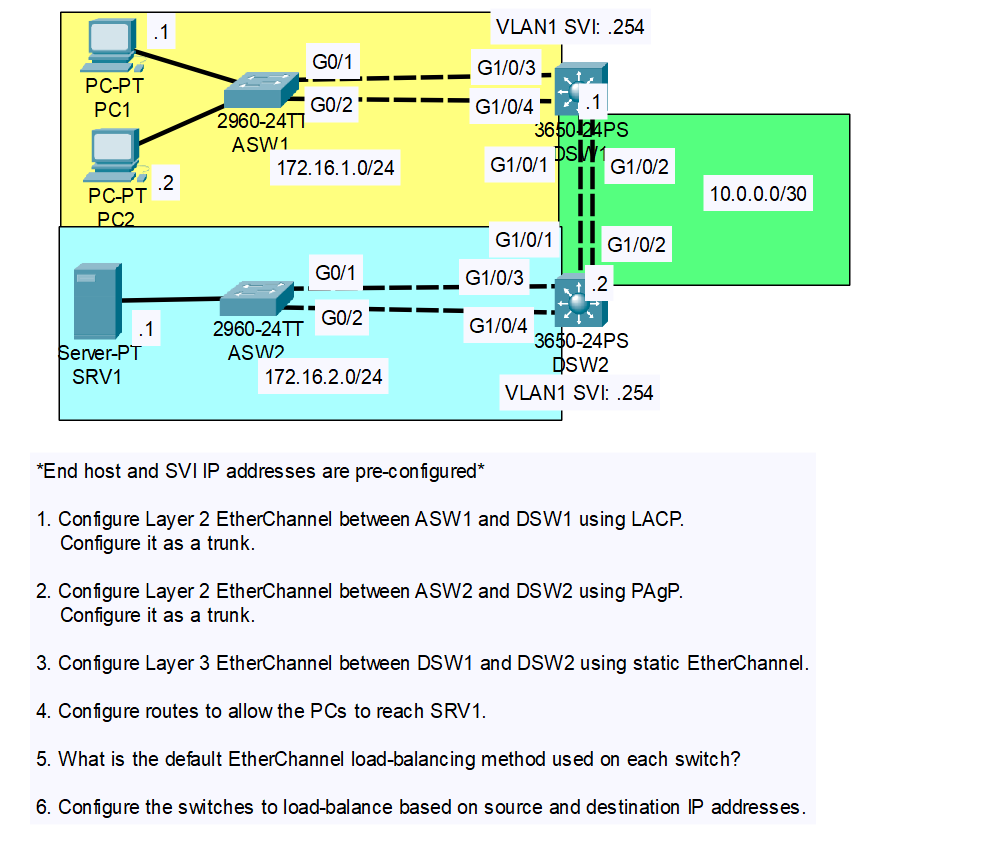 VLAN1 SVI: .254
.1
G0/1
G1/0/3
PC-PT
PC1
G0/2
G1/0/4
.1
2960-24TT
ASW1
3650-24PS
DSW1
172.16.1.0/24
G1/0/1
G1/0/2
.2
PC-PT
PC2
10.0.0.0/30
G1/0/1
G1/0/2
G0/1
G1/0/3
.2
G0/2
G1/0/4
.1
2960-24TT
ASW2
3650-24PS
DSW2
Server-PT
SRV1
172.16.2.0/24
VLAN1 SVI: .254
*End host and SVI IP addresses are pre-configured*
1. Configure Layer 2 EtherChannel between ASW1 and DSW1 using LACP.
Configure it as a trunk.
2. Configure Layer 2 EtherChannel between ASW2 and DSW2 using PAgP.
Configure it as a trunk.
3. Configure Layer 3 EtherChannel between DSW1 and DSW2 using static EtherChannel.
4. Configure routes to allow the PCs to reach SRV1.
5. What is the default EtherChannel load-balancing method used on each switch?
6. Configure the switches to load-balance based on source and destination IP addresses.